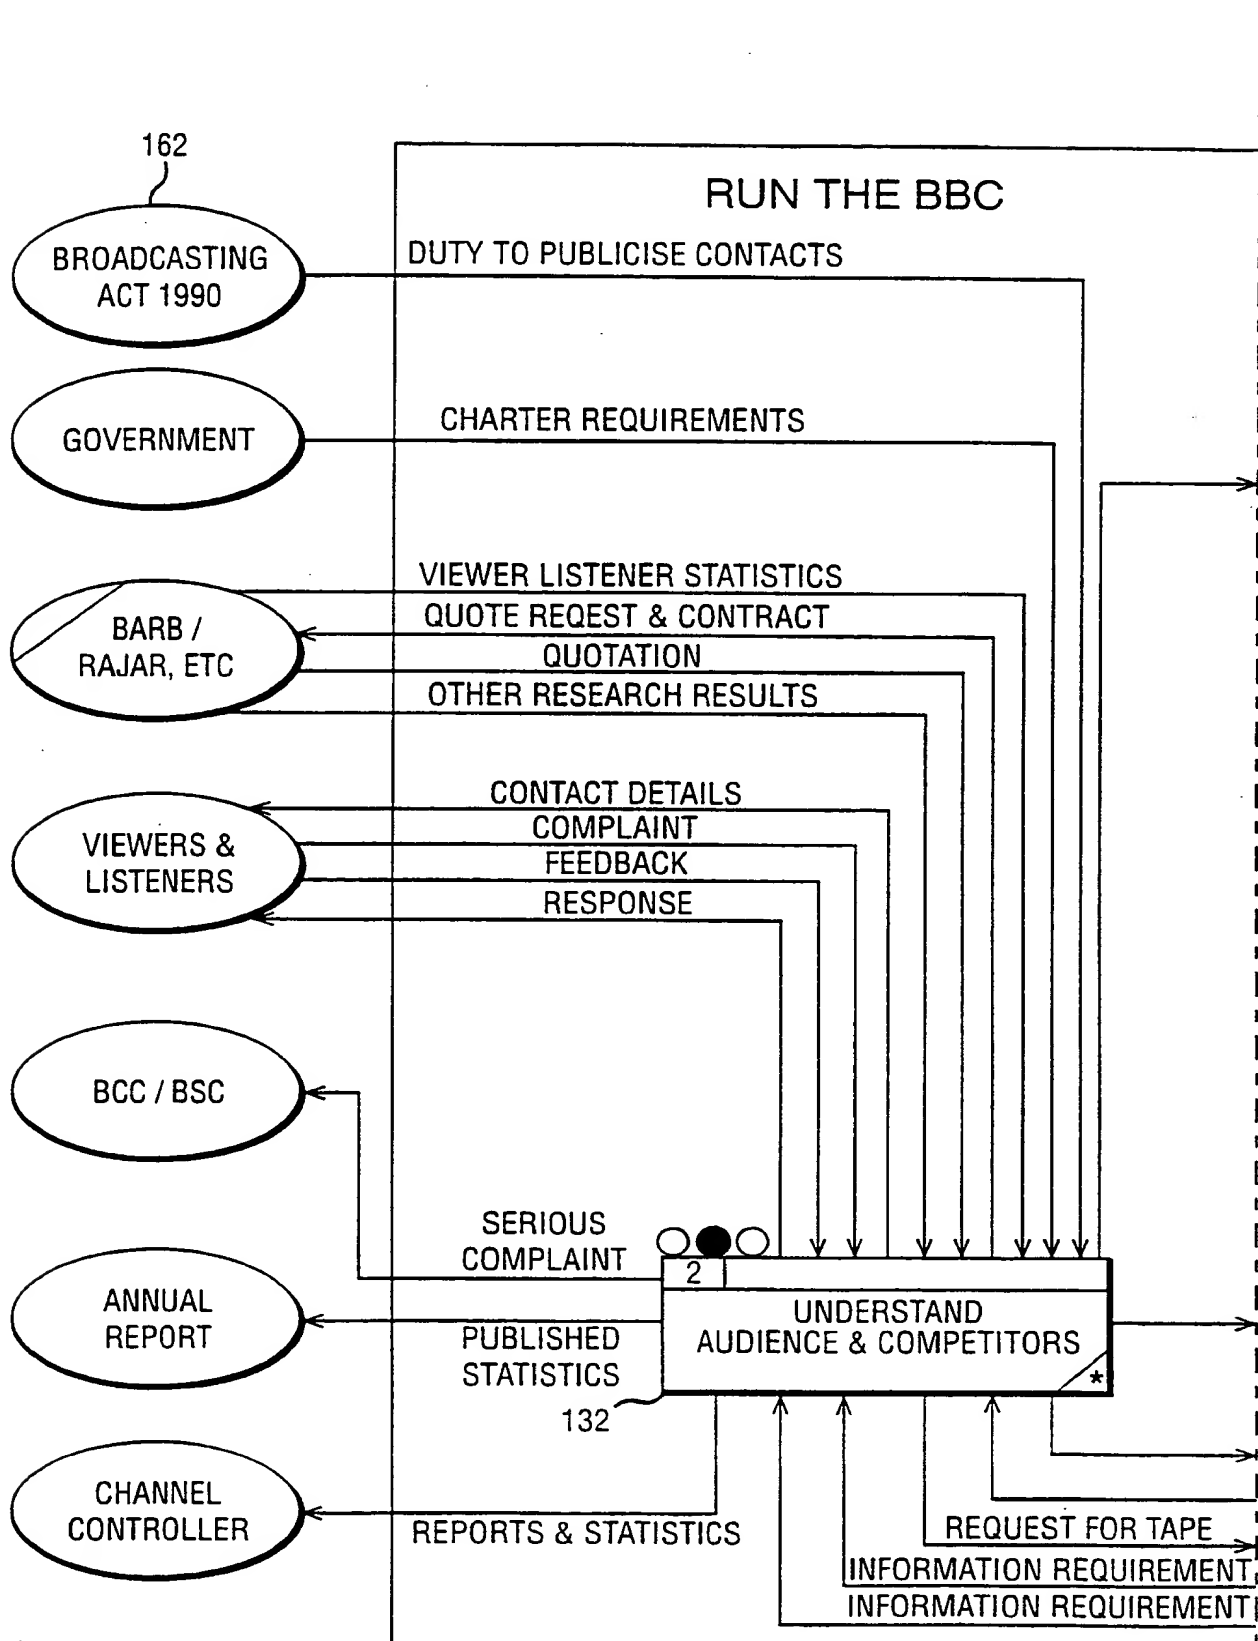 162
RUN THE BBC
BROADCASTING
ACT 1990
DUTY TO PUBLICISE CONTACTS
GOVERNMENT
CHARTER REQUIREMENTS
BARB /
RAJAR, ETC
VIEWER LISTENER STATISTICS
QUOTE REQEST & CONTRACT
QUOTATION
OTHER RESEARCH RESULTS
VIEWERS &
LISTENERS
CONTACT DETAILS
COMPLAINT
FEEDBACK
RESPONSE
BCC / BSC
SERIOUS
COMPLAINT
2
UNDERSTAND
AUDIENCE & COMPETITORS
*
ANNUAL
REPORT
PUBLISHED
STATISTICS
132
CHANNEL
CONTROLLER
REPORTS & STATISTICS
REQUEST FOR TAPE
INFORMATION REQUIREMENT
INFORMATION REQUIREMENT